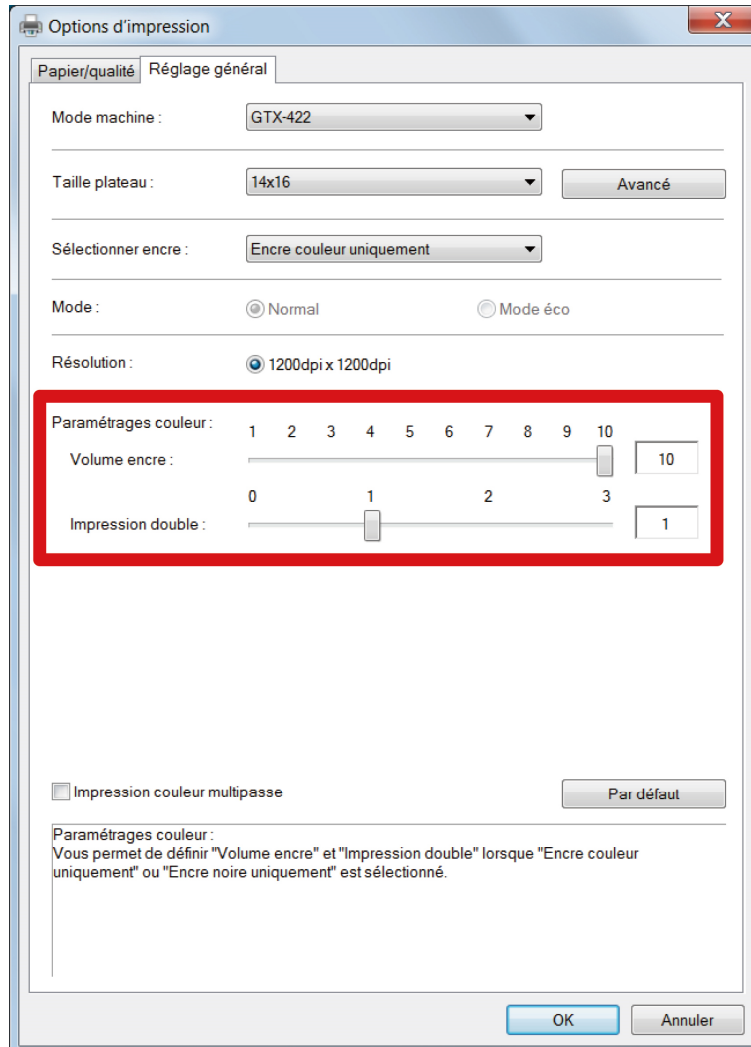 Options d'impression
Papier/qualité Réglage général
Mode machine : GTX-422
Taille plateau : 14x16 Avancé
Sélectionner encre : Encre couleur uniquement
Mode : Normal Mode éco
Résolution : 1200dpi x 1200dpi
Paramétrages couleur :
1 2 3 4 5 6 7 8 9 10
Volume encre : 10
0 1 2 3
Impression double : 1
Impression couleur multipasse Par défaut
Paramétrages couleur :
Vous permet de définir "Volume encre" et "Impression double" lorsque "Encre couleur
uniquement" ou "Encre noire uniquement" est sélectionné.
OK Annuler